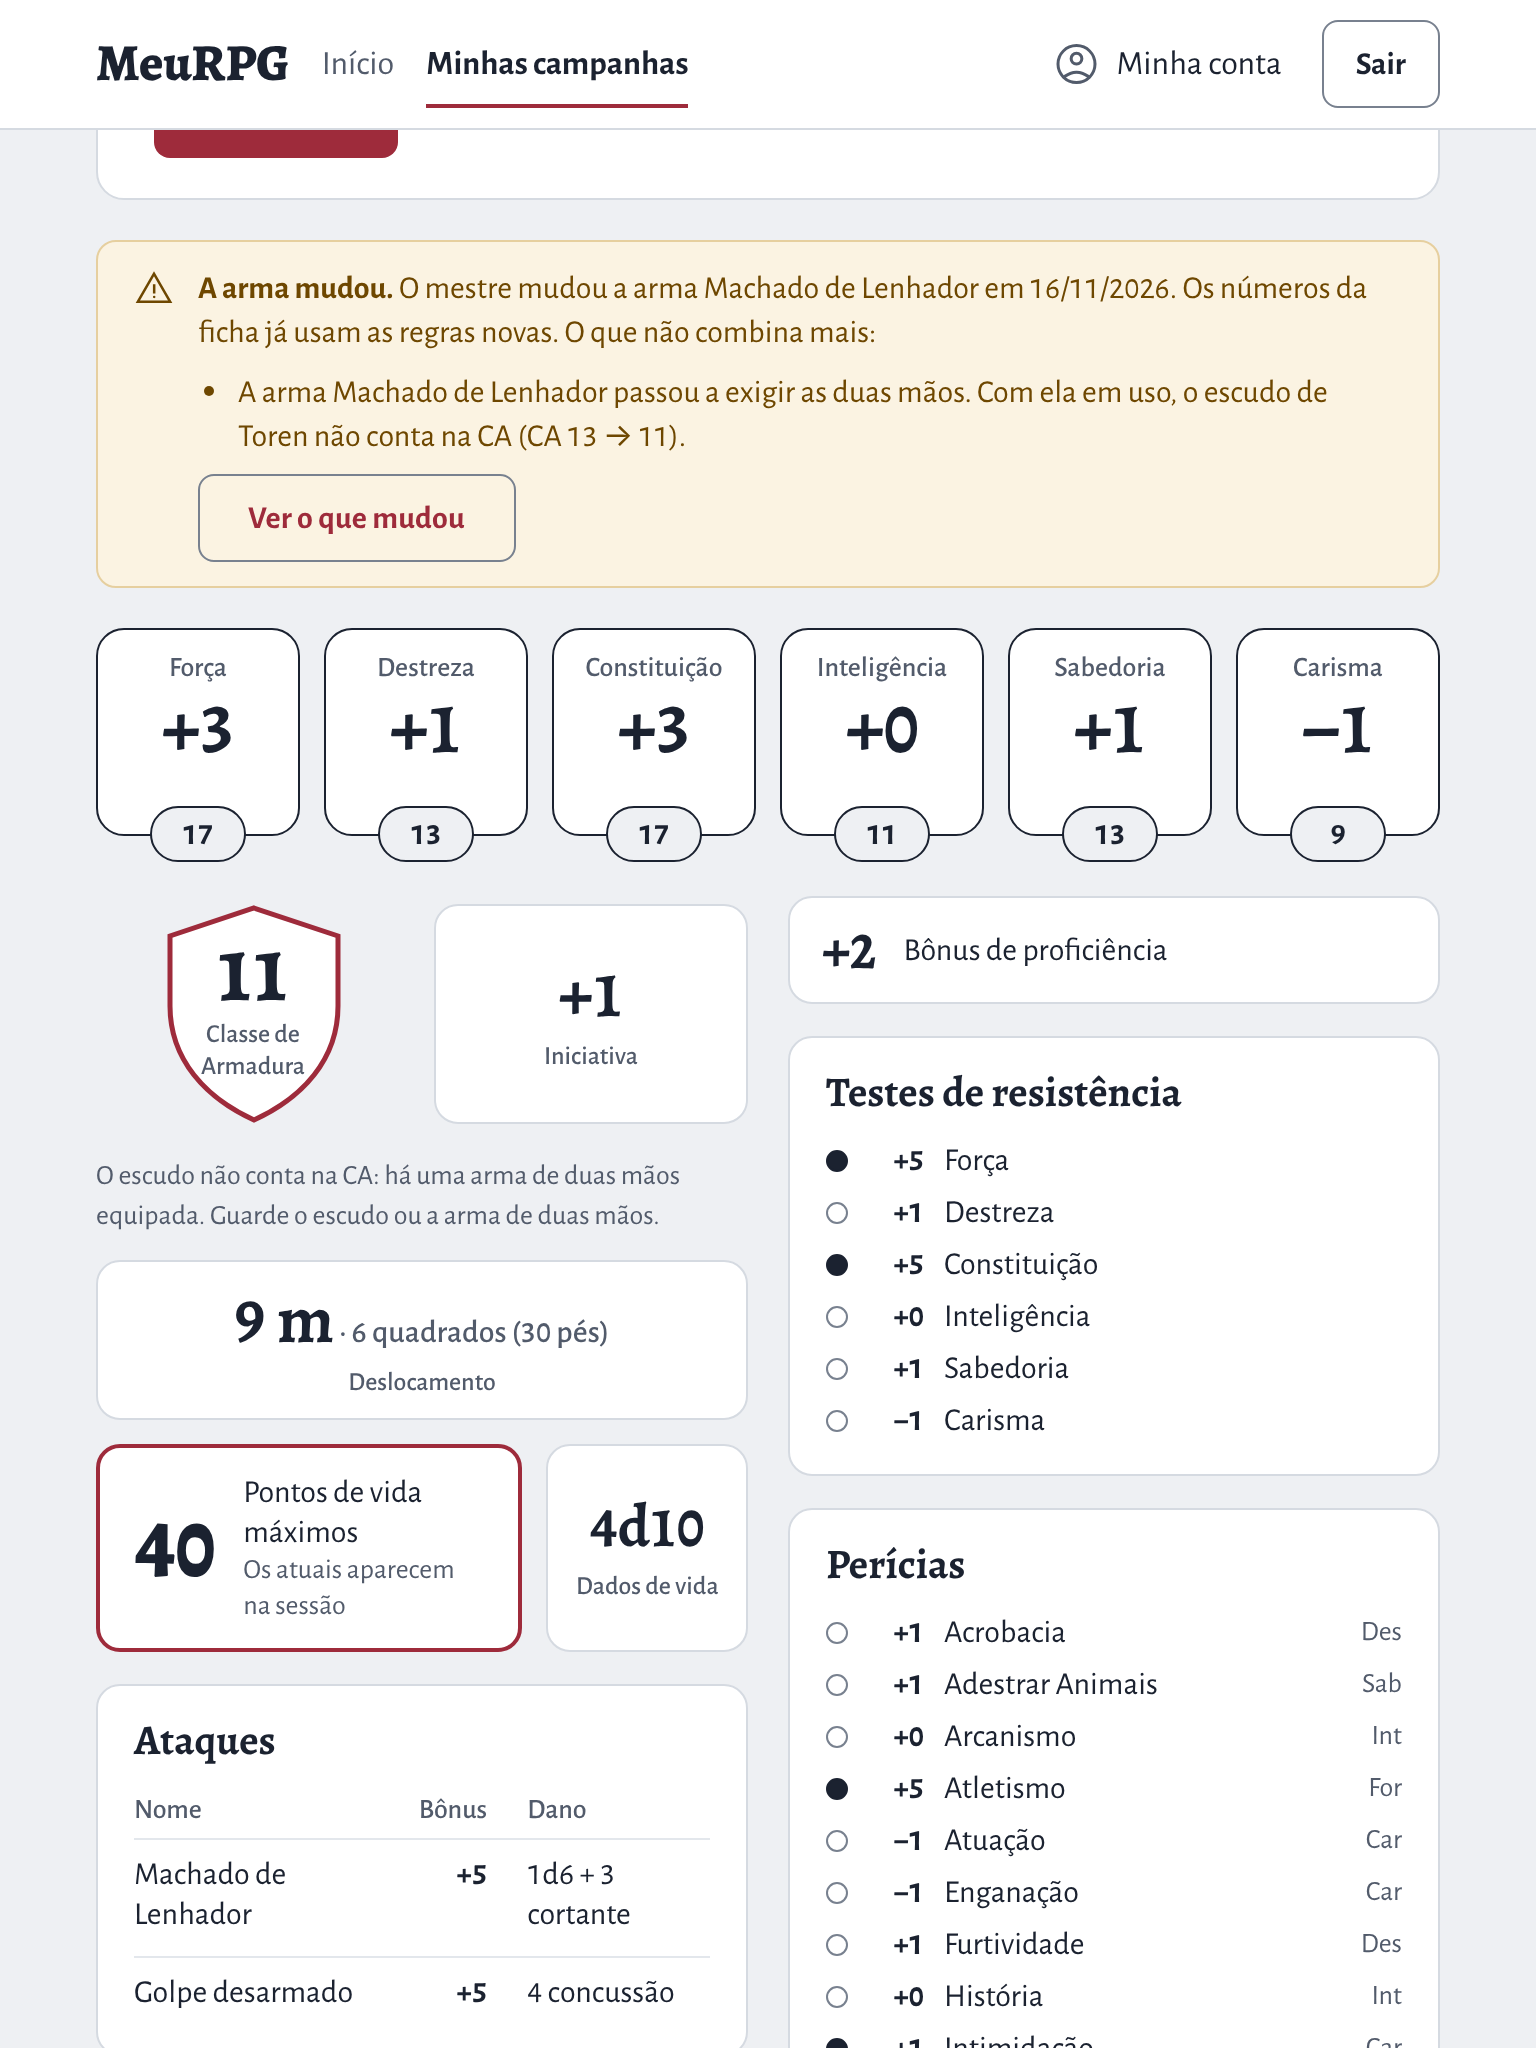 MeuRPG Início Minhas campanhas Minha conta Sair
A arma mudou. O mestre mudou a arma Machado de Lenhador em 16/11/2026. Os números da
ficha já usam as regras novas. O que não combina mais:
• A arma Machado de Lenhador passou a exigir as duas mãos. Com ela em uso, o escudo de
Toren não conta na CA (CA 13 → 11).
Ver o que mudou
Força
+3
17
Destreza
+1
13
Constituição
+3
17
Inteligência
+0
11
Sabedoria
+1
13
Carisma
−1
9
11
Classe de
Armadura
+1
Iniciativa
O escudo não conta na CA: há uma arma de duas mãos
equipada. Guarde o escudo ou a arma de duas mãos.
9 m · 6 quadrados (30 pés)
Deslocamento
40
Pontos de vida
máximos
Os atuais aparecem
na sessão
4d10
Dados de vida
Ataques
Nome Bônus Dano
Machado de
Lenhador
+5
1d6 + 3
cortante
Golpe desarmado +5 4 concussão
+2 Bônus de proficiência
Testes de resistência
+5 Força
+1 Destreza
+5 Constituição
+0 Inteligência
+1 Sabedoria
−1 Carisma
Perícias
+1 Acrobacia Des
+1 Adestrar Animais Sab
+0 Arcanismo Int
+5 Atletismo For
−1 Atuação Car
−1 Enganação Car
+1 Furtividade Des
+0 História Int
+1 Intimidação Car